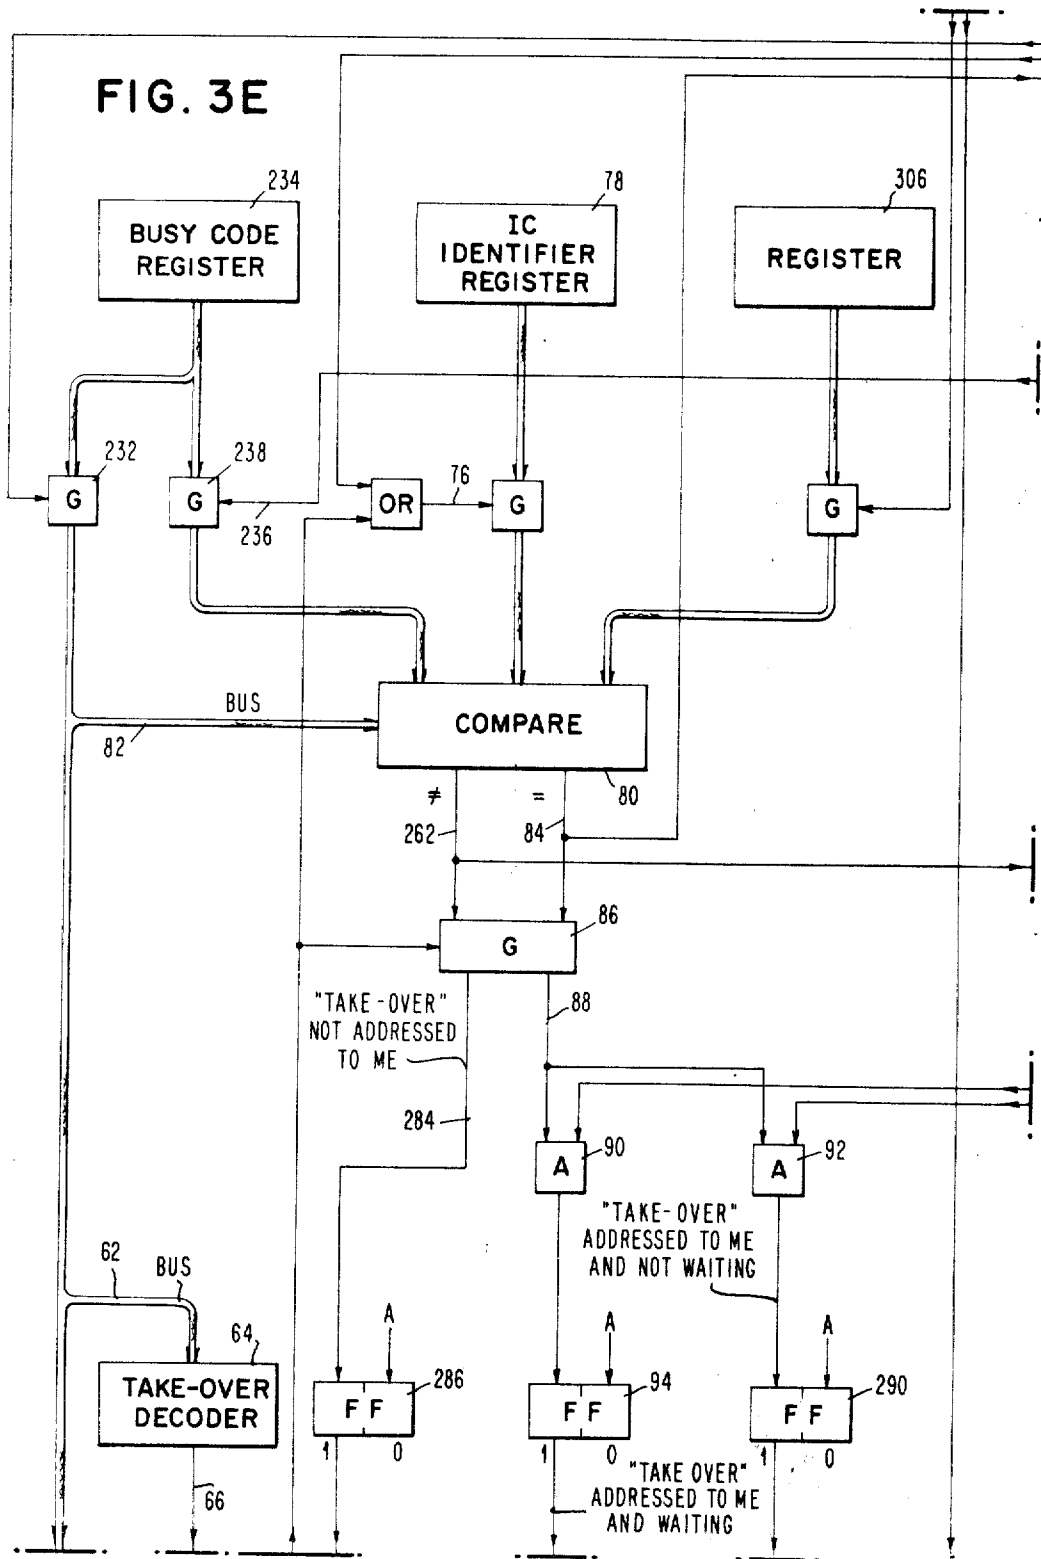 FIG. 3E
234
BUSY CODE
REGISTER
78
IC
IDENTIFIER
REGISTER
306
REGISTER
232
G
238
G
236
OR
76
G
G
BUS
82
COMPARE
80
≠
=
262
84
86
G
"TAKE-OVER"
NOT ADDRESSED
TO ME
88
284
90
A
92
A
"TAKE-OVER"
ADDRESSED TO ME
AND NOT WAITING
62
BUS
64
TAKE-OVER
DECODER
66
A
286
FF
1
0
A
94
FF
1
0
A
290
FF
1
0
"TAKE OVER"
ADDRESSED TO ME
AND WAITING